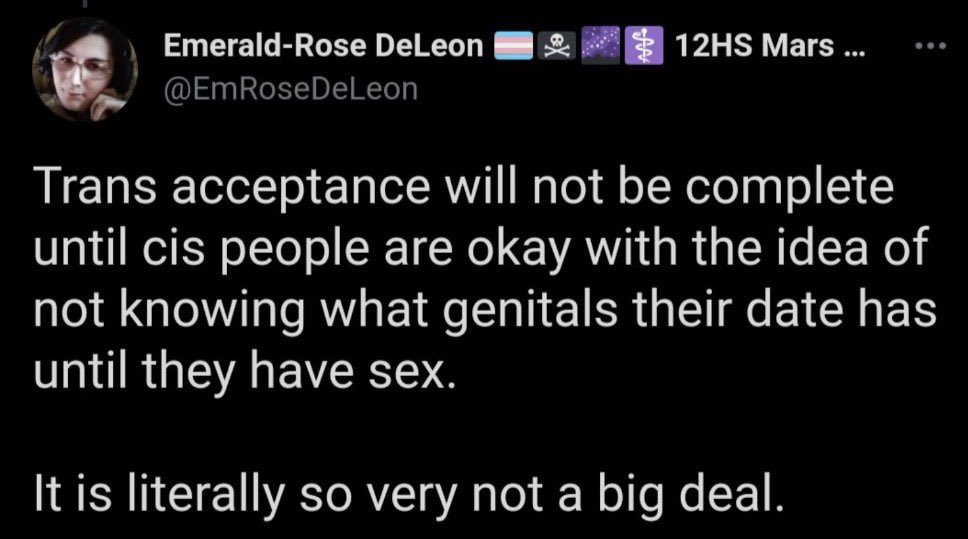 Emerald-Rose DeLeon 🏳️‍⚧️☠️🌌⚕️ 12HS Mars ...
@EmRoseDeLeon
Trans acceptance will not be complete
until cis people are okay with the idea of
not knowing what genitals their date has
until they have sex.
It is literally so very not a big deal.